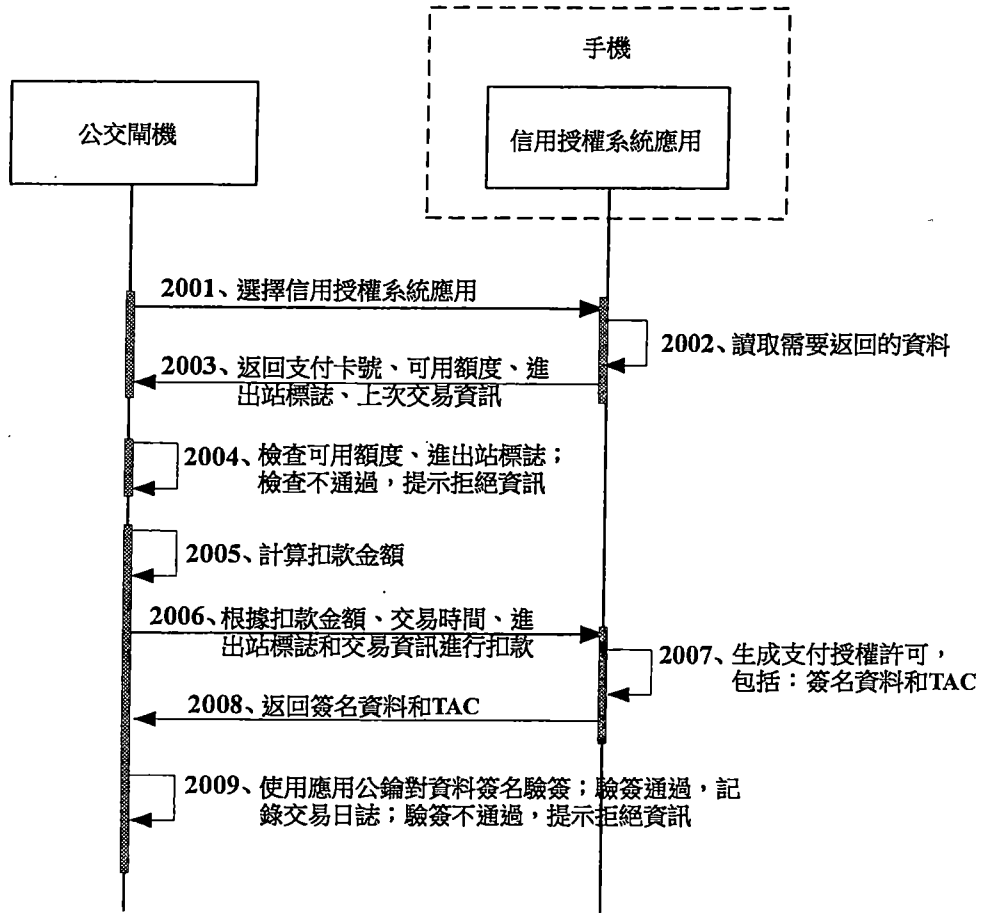 手機
公交閘機
信用授權系統應用
2001、選擇信用授權系統應用
2002、讀取需要返回的資料
2003、返回支付卡號、可用額度、進
出站標誌、上次交易資訊
2004、檢查可用額度、進出站標誌；
檢查不通過，提示拒絕資訊
2005、計算扣款金額
2006、根據扣款金額、交易時間、進
出站標誌和交易資訊進行扣款
2007、生成支付授權許可，
包括：簽名資料和TAC
2008、返回簽名資料和TAC
2009、使用應用公鑰對資料簽名驗簽；驗簽通過，記
錄交易日誌；驗簽不通過，提示拒絕資訊